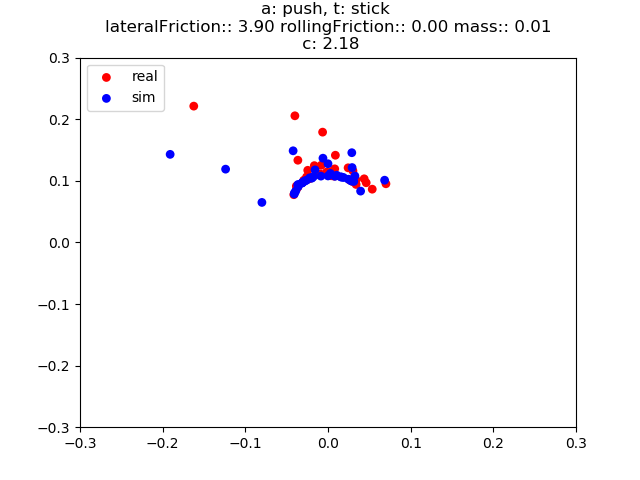 a: push, t: stick
lateralFriction:: 3.90 rollingFriction:: 0.00 mass:: 0.01
c: 2.18
real
sim
0.3
0.2
0.1
0.0
−0.1
−0.2
−0.3
−0.3 −0.2 −0.1 0.0 0.1 0.2 0.3